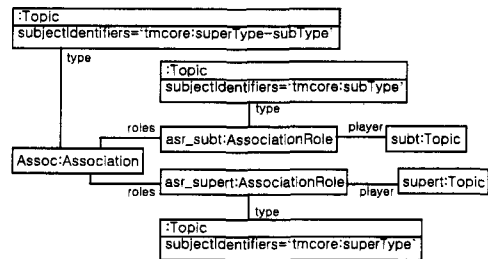 :Topic
subjectIdentifiers='tmcore:superType-subType'
type
:Topic
subjectIdentifiers='tmcore:subType'
type
roles
asr_subt:AssociationRole
player
subt:Topic
Assoc:Association
roles
asr_supert:AssociationRole
player
supert:Topic
type
:Topic
subjectIdentifiers='tmcore:superType'